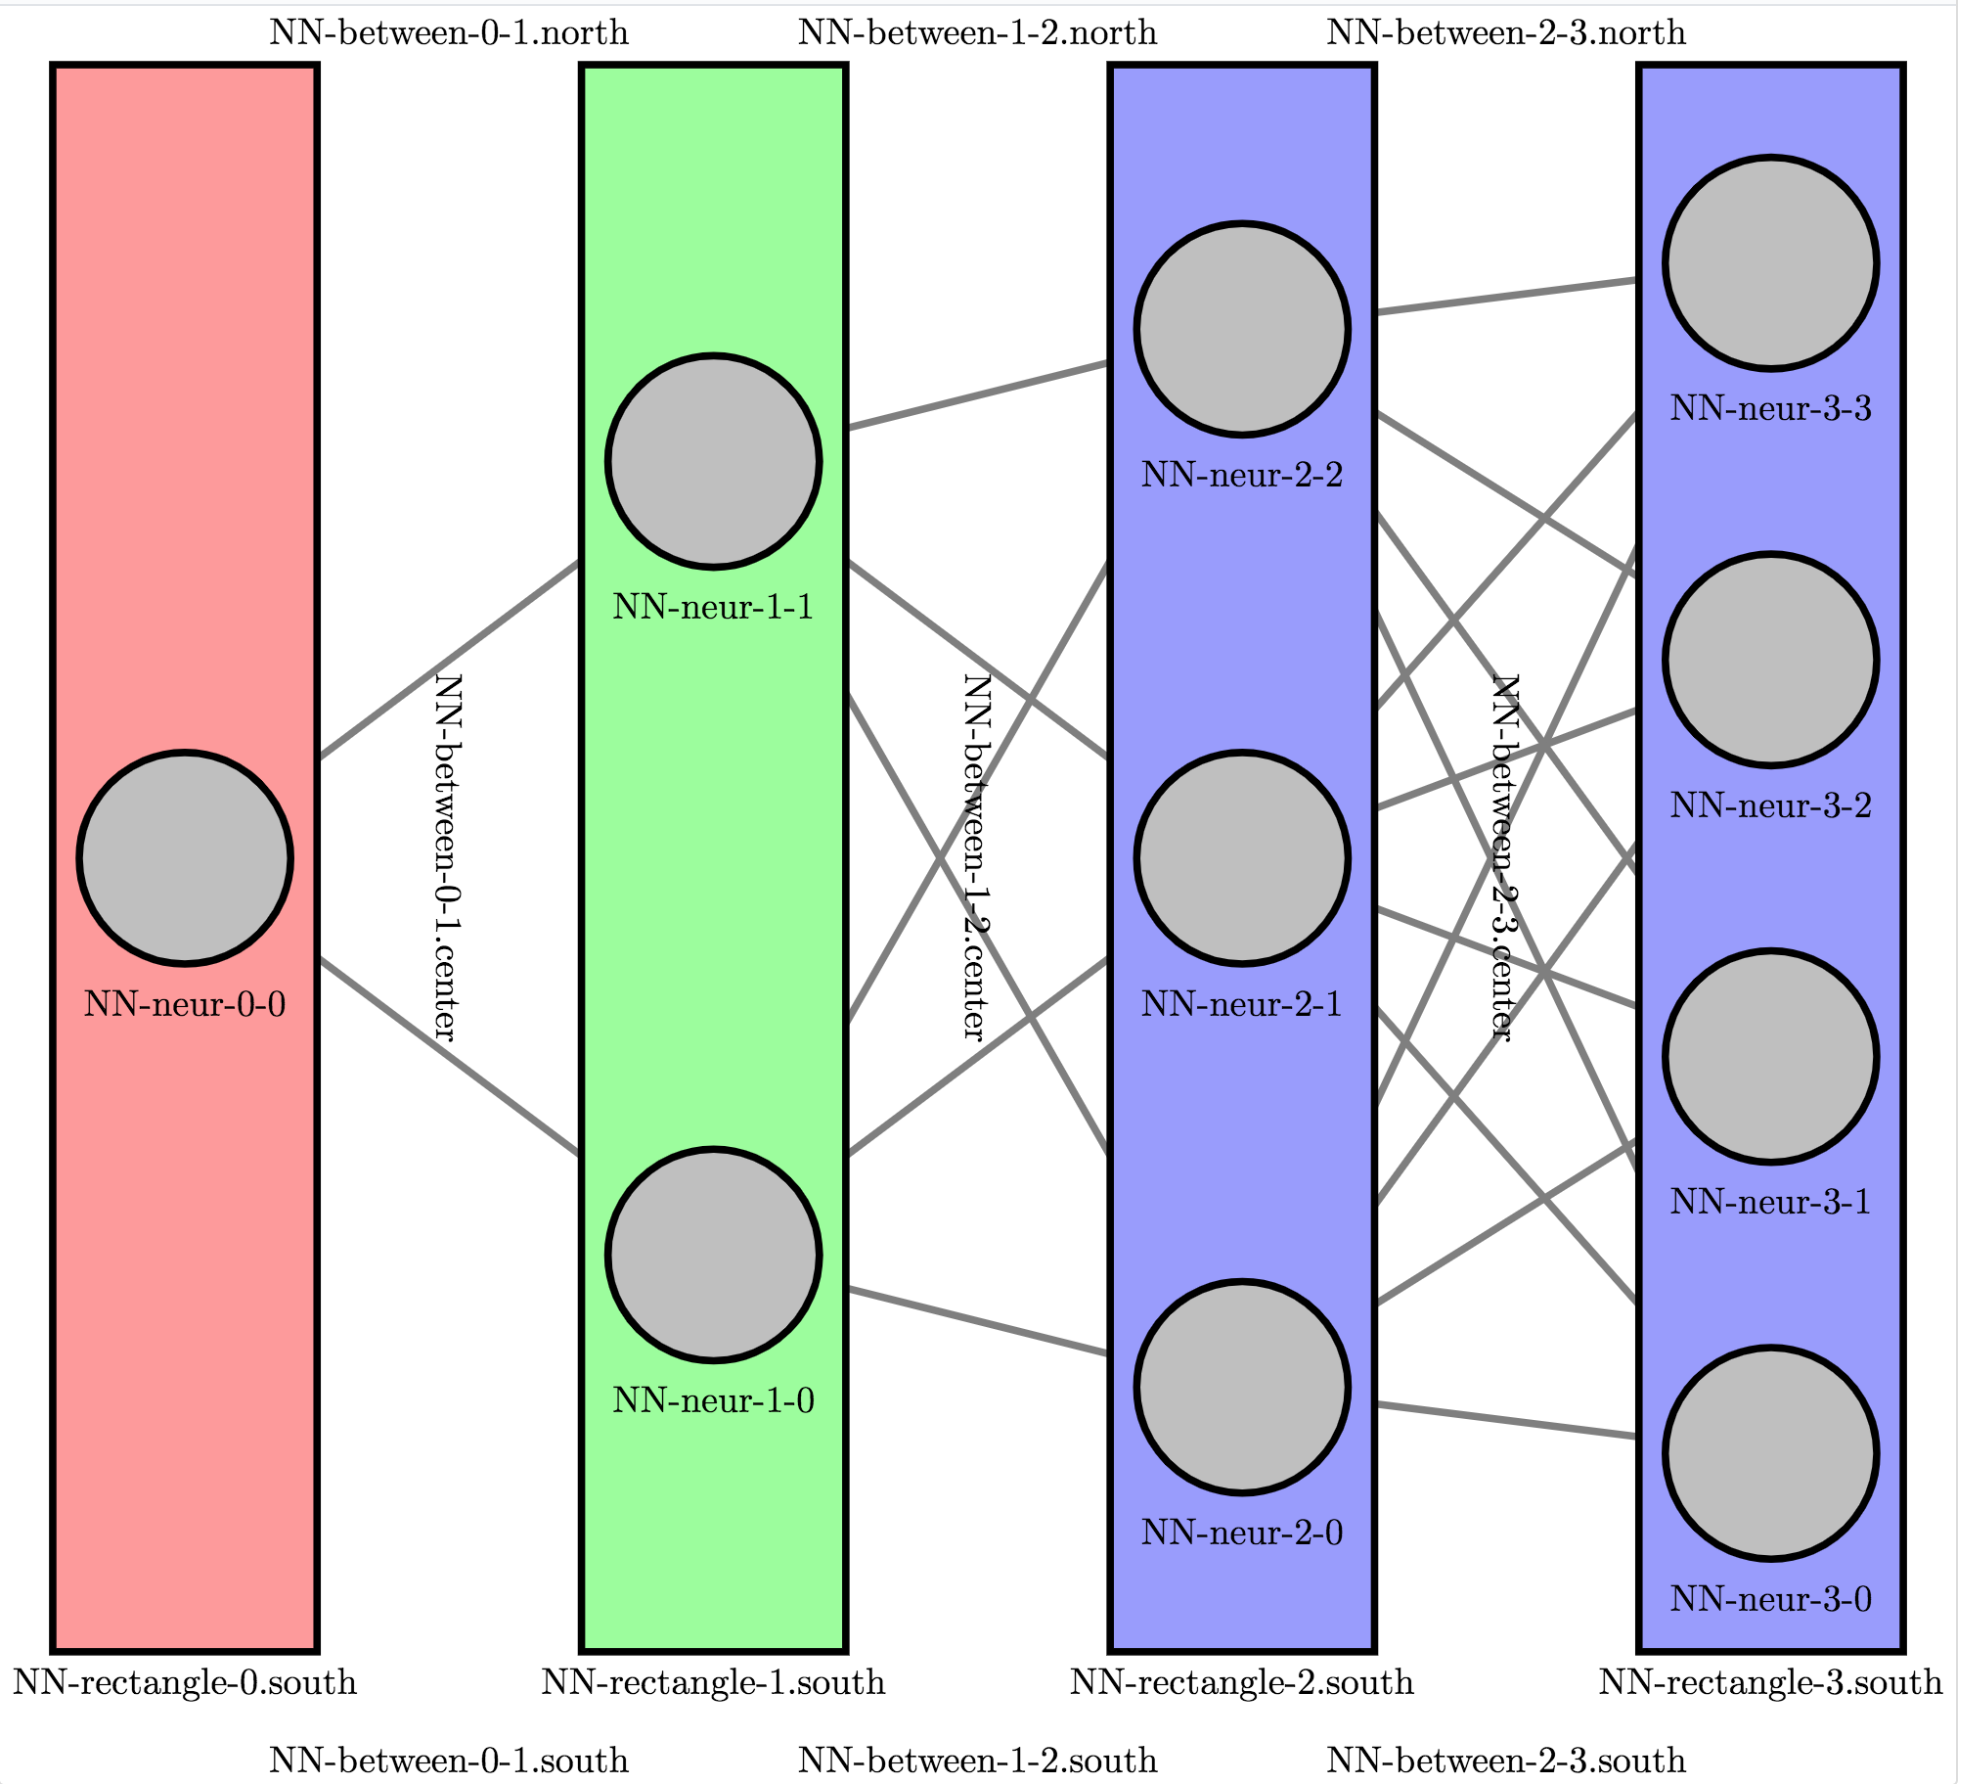 NN-between-0-1.north
NN-between-1-2.north
NN-between-2-3.north
NN-neur-3-3
NN-neur-2-2
NN-neur-1-1
NN-neur-3-2
NN-between-0-1.center
NN-between-1-2.center
NN-between-2-3.center
NN-neur-0-0
NN-neur-2-1
NN-neur-3-1
NN-neur-1-0
NN-neur-2-0
NN-neur-3-0
NN-rectangle-0.south
NN-rectangle-1.south
NN-rectangle-2.south
NN-rectangle-3.south
NN-between-0-1.south
NN-between-1-2.south
NN-between-2-3.south